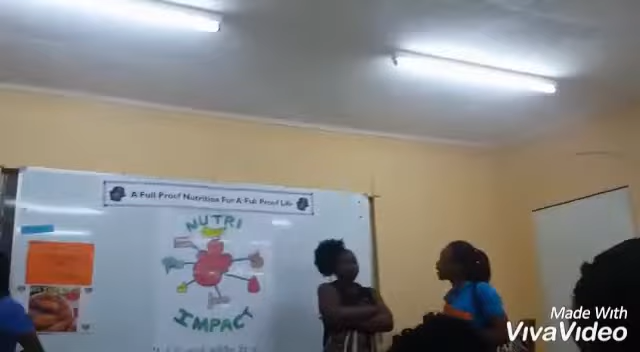 A Full Proof Nutrition For A Full Proof Life
NUTRI
IMPACT
Made With
VivaVideo